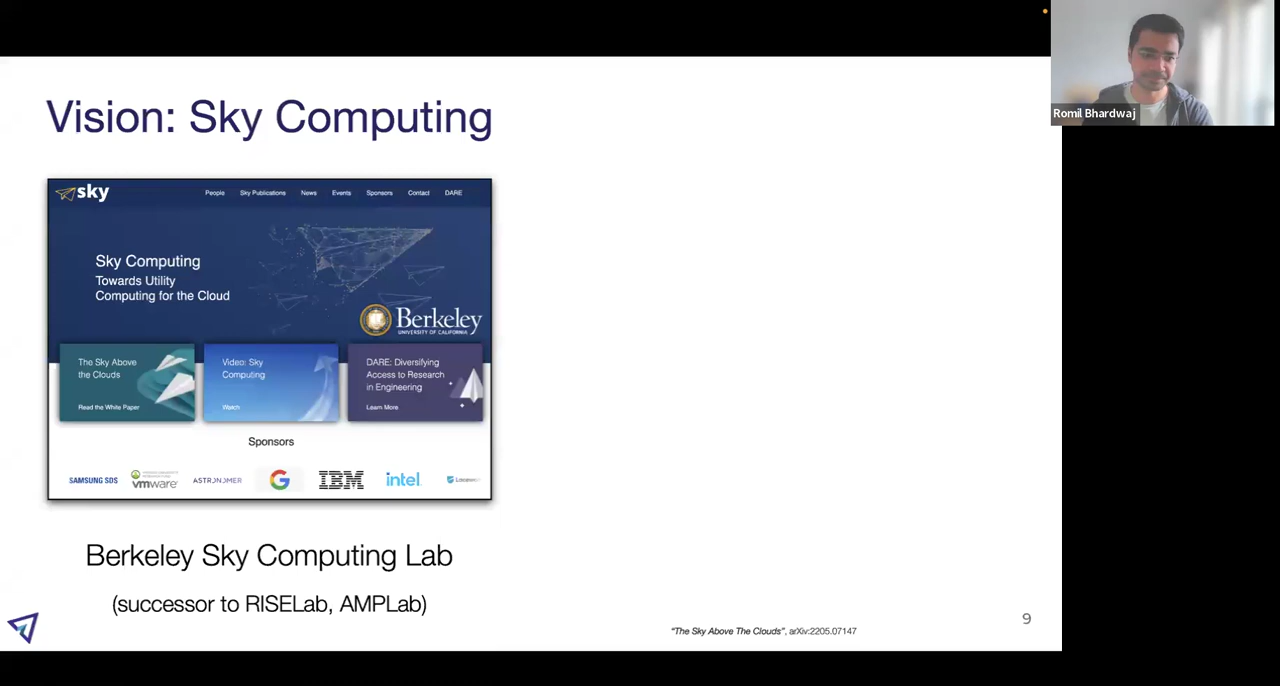 Romil Bhardwaj
Vision: Sky Computing
sky
People Sky Publications News Events Sponsors Contact DARE
Sky Computing
Towards Utility
Computing for the Cloud
Berkeley
UNIVERSITY OF CALIFORNIA
The Sky Above
the Clouds
Read the White Paper
Video: Sky
Computing
Watch
DARE: Diversifying
Access to Research
in Engineering
Learn More
Sponsors
SAMSUNG SDS vmware ASTRONOMER G IBM intel
Berkeley Sky Computing Lab
(successor to RISELab, AMPLab)
"The Sky Above The Clouds", arXiv:2205.07147
9